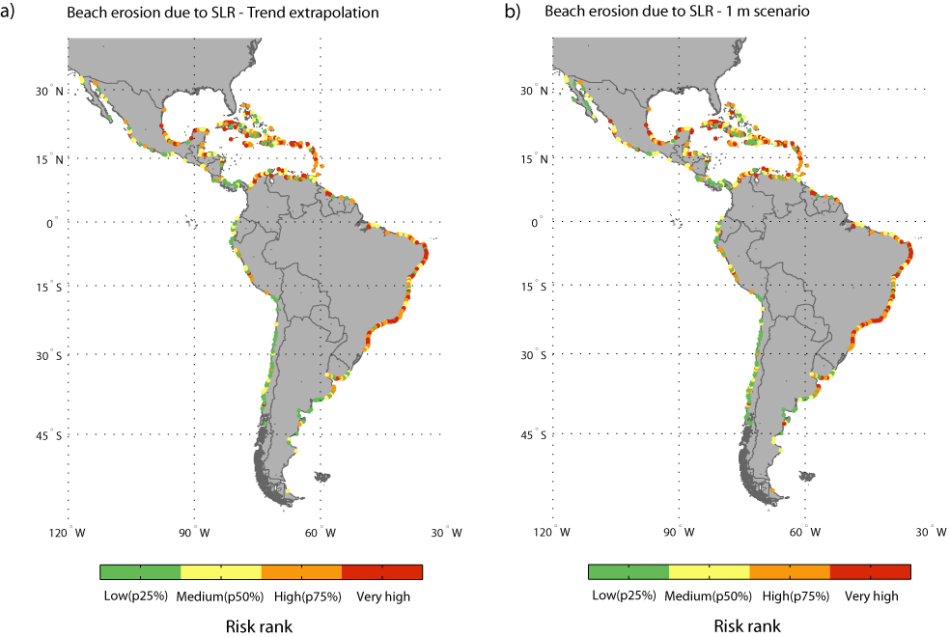 a)
Beach erosion due to SLR - Trend extrapolation
30° N
15° N
0°
15° S
30° S
45° S
120° W
90° W
60° W
30° W
Low(p25%)
Medium(p50%)
High(p75%)
Very high
Risk rank
b)
Beach erosion due to SLR - 1 m scenario
30° N
15° N
0°
15° S
30° S
45° S
120° W
90° W
60° W
30° W
Low(p25%)
Medium(p50%)
High(p75%)
Very high
Risk rank